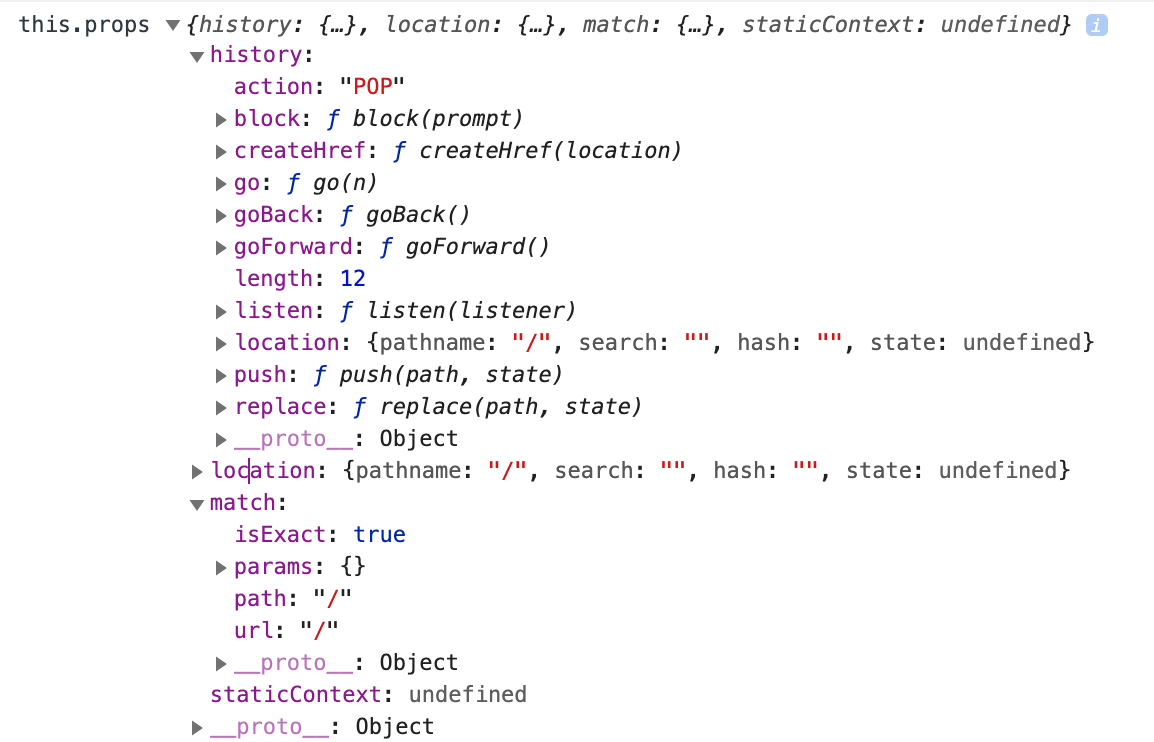 this.props ▼{history: {…}, location: {…}, match: {…}, staticContext: undefined} i
▼history:
action: "POP"
▶block: ƒ block(prompt)
▶createHref: ƒ createHref(location)
▶go: ƒ go(n)
▶goBack: ƒ goBack()
▶goForward: ƒ goForward()
length: 12
▶listen: ƒ listen(listener)
▶location: {pathname: "/", search: "", hash: "", state: undefined}
▶push: ƒ push(path, state)
▶replace: ƒ replace(path, state)
▶__proto__: Object
▶location: {pathname: "/", search: "", hash: "", state: undefined}
▼match:
isExact: true
▶params: {}
path: "/"
url: "/"
▶__proto__: Object
staticContext: undefined
▶__proto__: Object